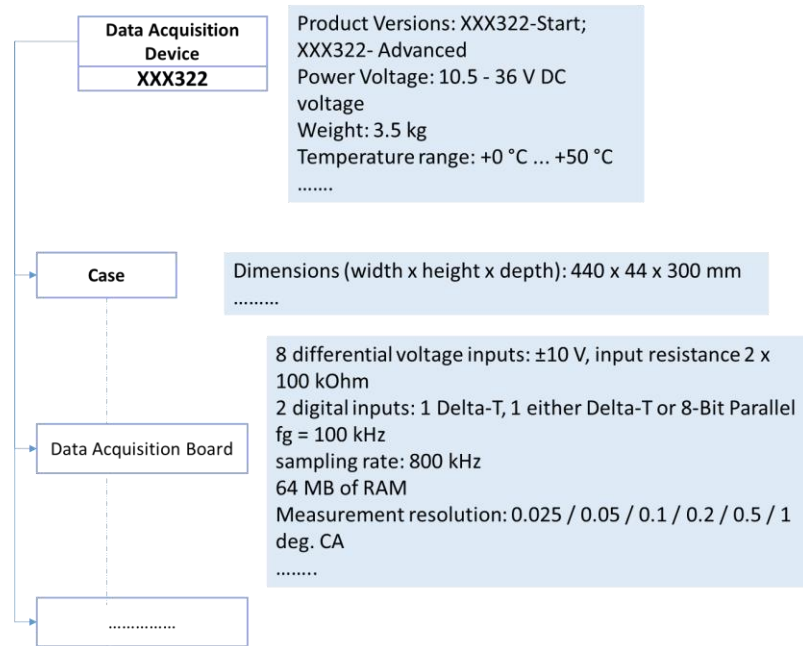 Data Acquisition
Device
XXX322
Product Versions: XXX322-Start;
XXX322- Advanced
Power Voltage: 10.5 - 36 V DC
voltage
Weight: 3.5 kg
Temperature range: +0 °C ... +50 °C
.......
Case
Dimensions (width x height x depth): 440 x 44 x 300 mm
.........
Data Acquisition Board
8 differential voltage inputs: ±10 V, input resistance 2 x
100 kOhm
2 digital inputs: 1 Delta-T, 1 either Delta-T or 8-Bit Parallel
fg = 100 kHz
sampling rate: 800 kHz
64 MB of RAM
Measurement resolution: 0.025 / 0.05 / 0.1 / 0.2 / 0.5 / 1
deg. CA
........
...............